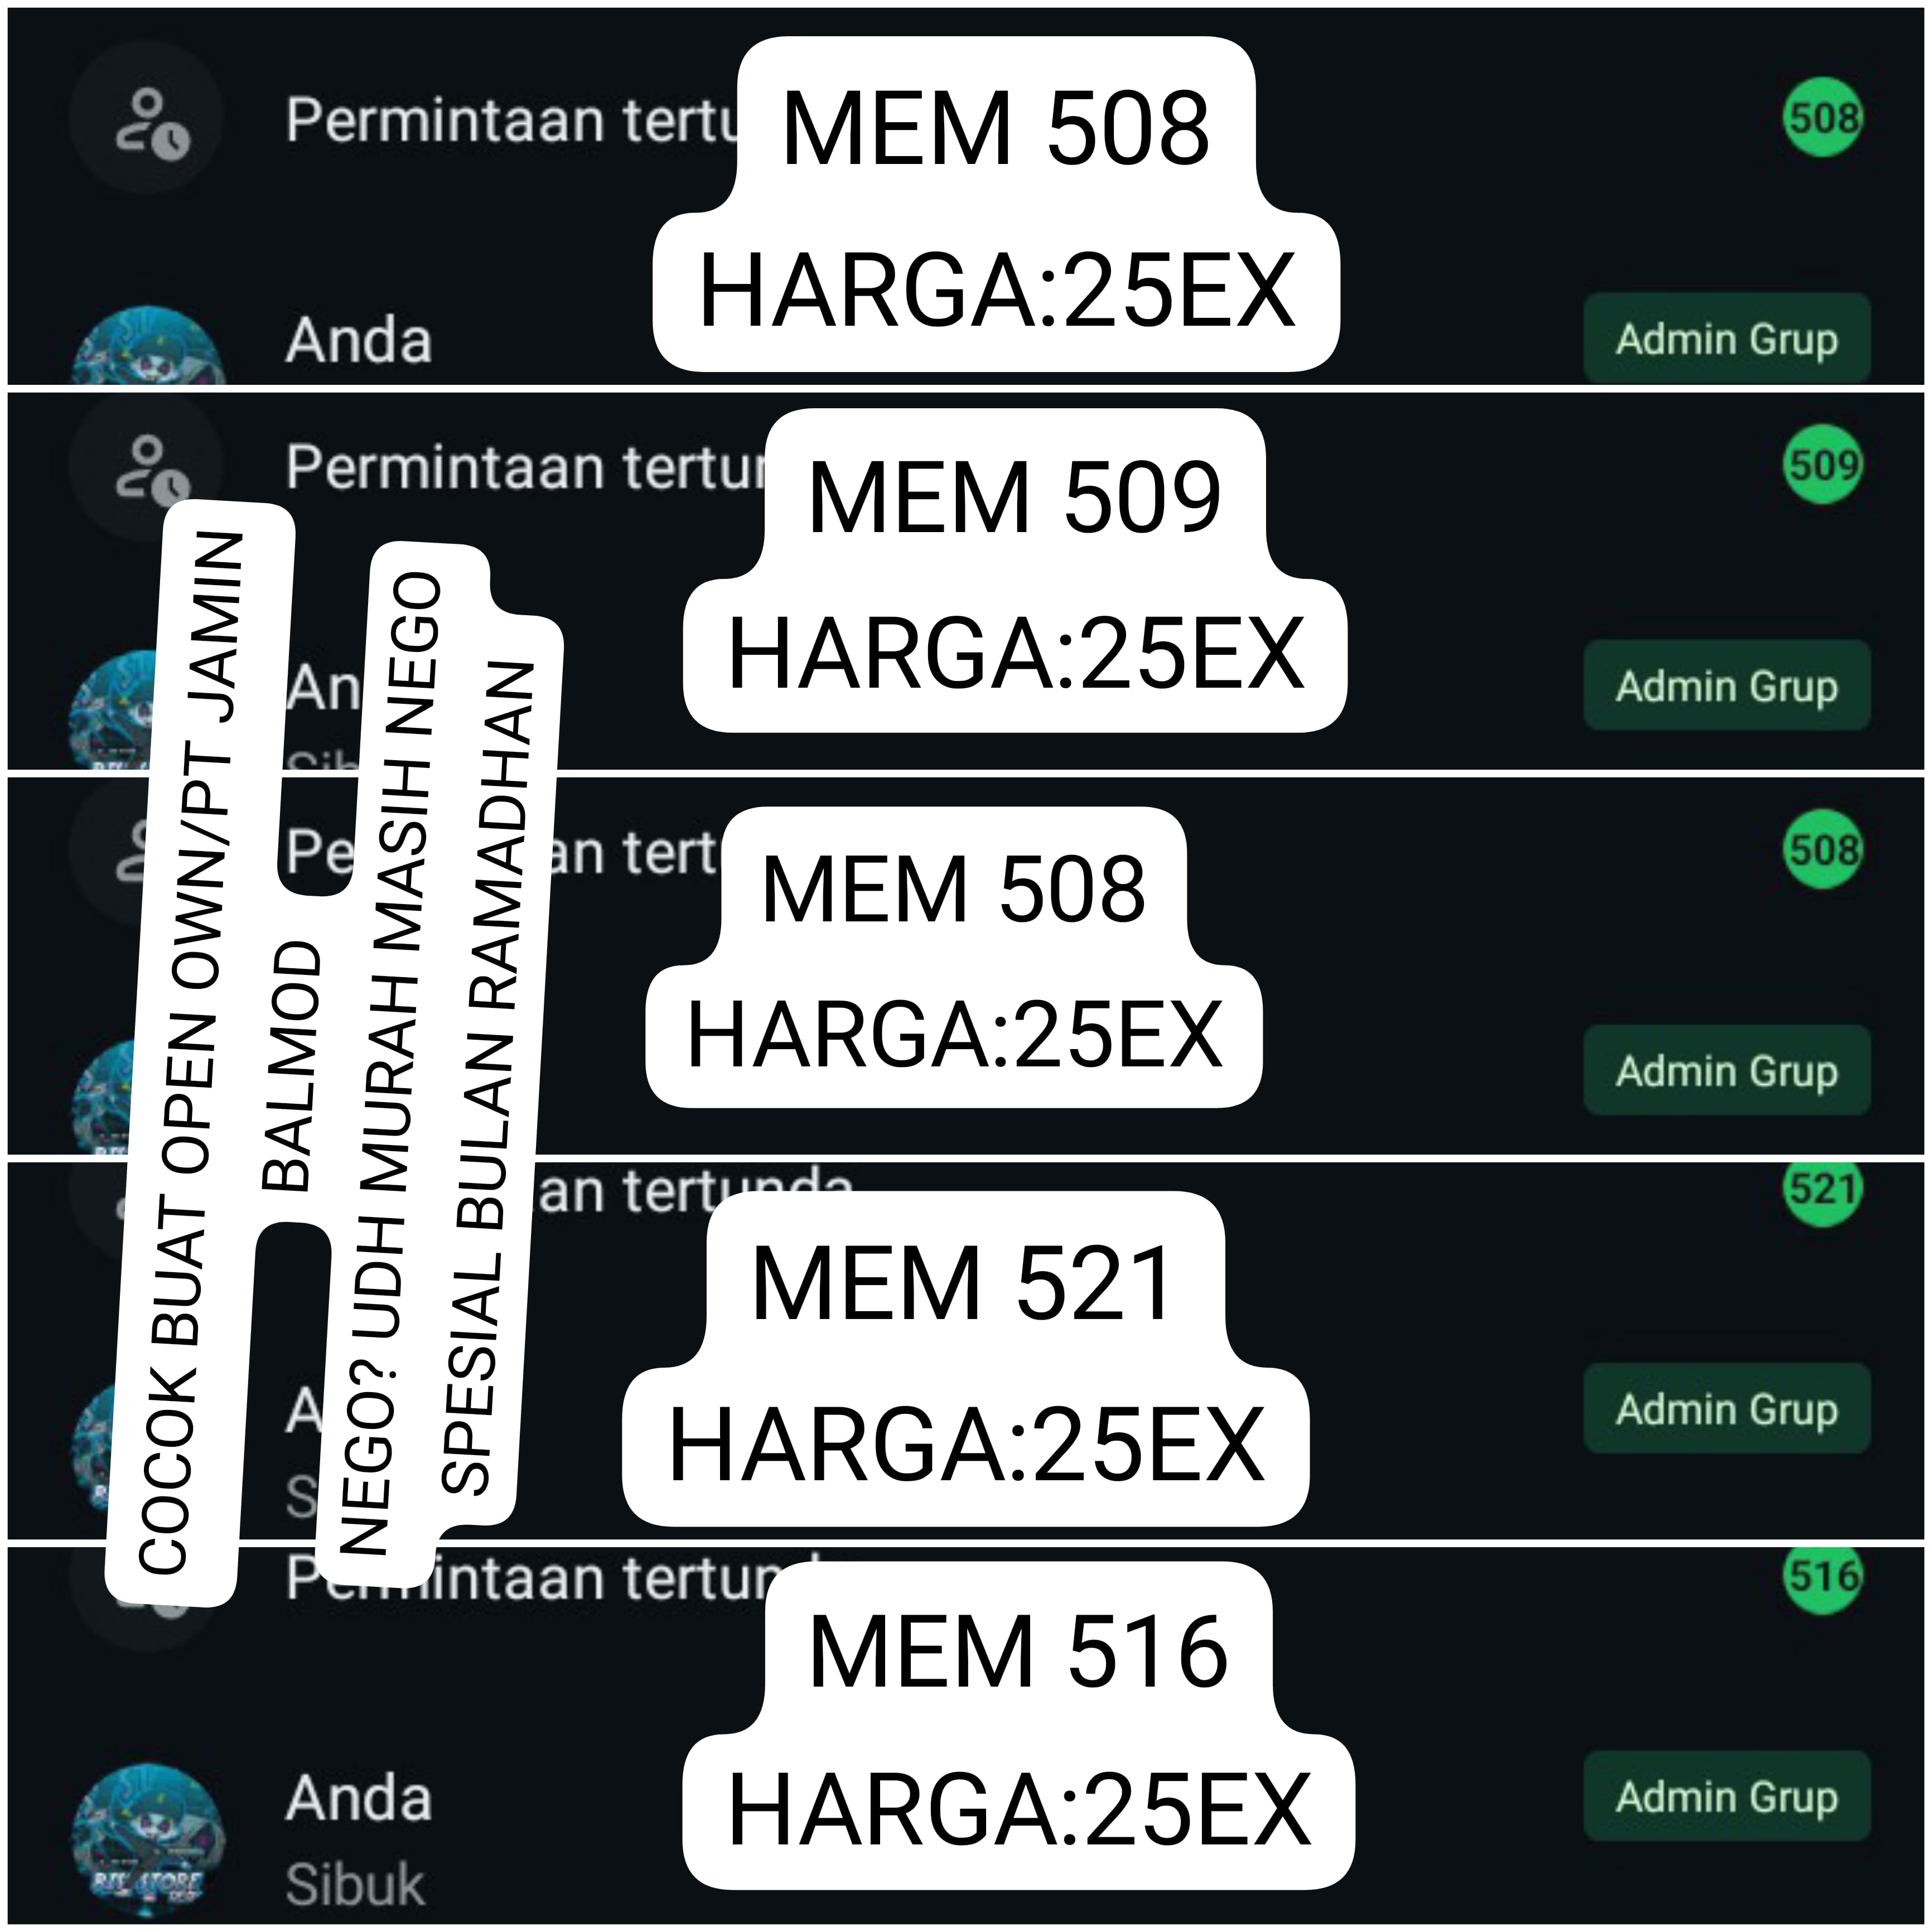 Permintaan tertu
MEM 508
HARGA:25EX
508
Anda
Admin Grup
Permintaan tertun
MEM 509
HARGA:25EX
509
An
Admin Grup
COCOK BUAT OPEN OWN/PT JAMIN
BALMOD
NEGO? UDH MURAH MASIH NEGO
SPESIAL BULAN RAMADHAN
Pe
an tert
MEM 508
HARGA:25EX
508
Admin Grup
an tertunda
MEM 521
HARGA:25EX
521
A
S
Admin Grup
Permintaan tertun
MEM 516
HARGA:25EX
516
Anda
Admin Grup
Sibuk